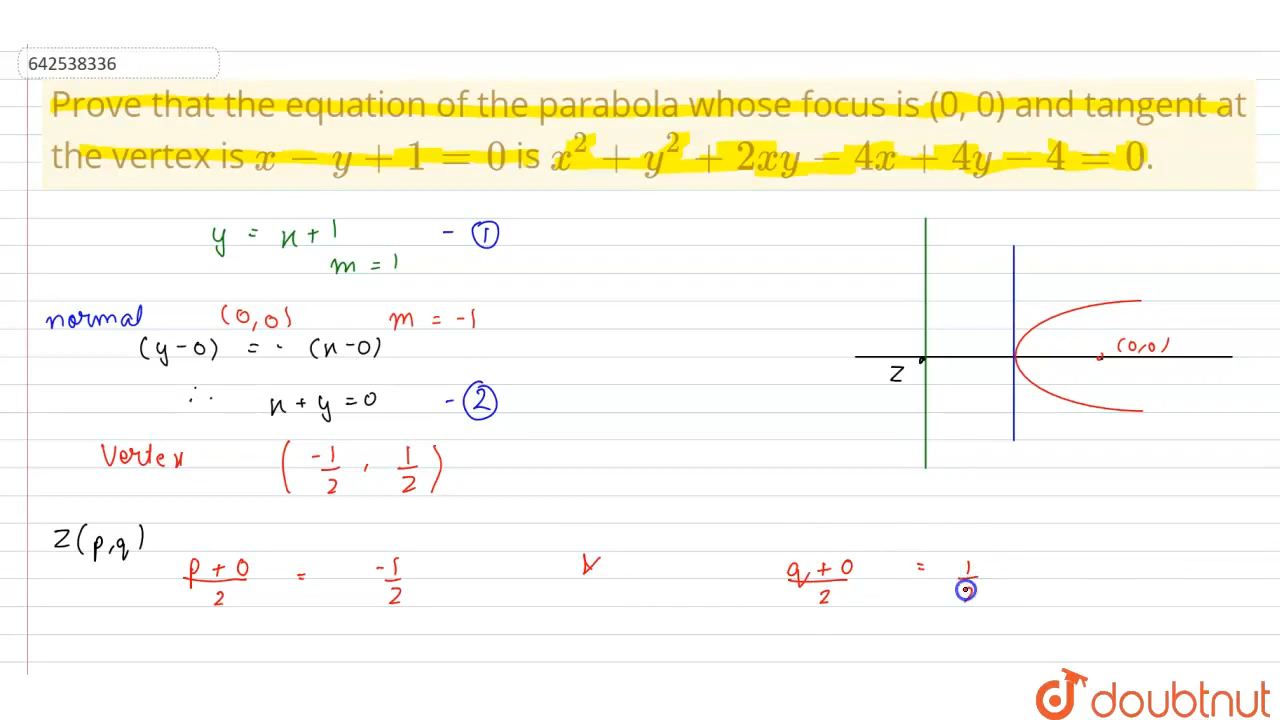 642538336
Prove that the equation of the parabola whose focus is (0, 0) and tangent at
the vertex is x − y + 1 = 0 is x² + y² + 2xy − 4x + 4y − 4 = 0.
y = x + 1 - ①
m = 1
normal (0,0) m = -1
(y-0) = - (x-0)
∴ x + y = 0 - ②
Vertex (-1/2, 1/2)
Z(p,q)
(p+0)/2 = -1/2 & (q+0)/2 = 1/2
Z
(0,0)
doubtnut